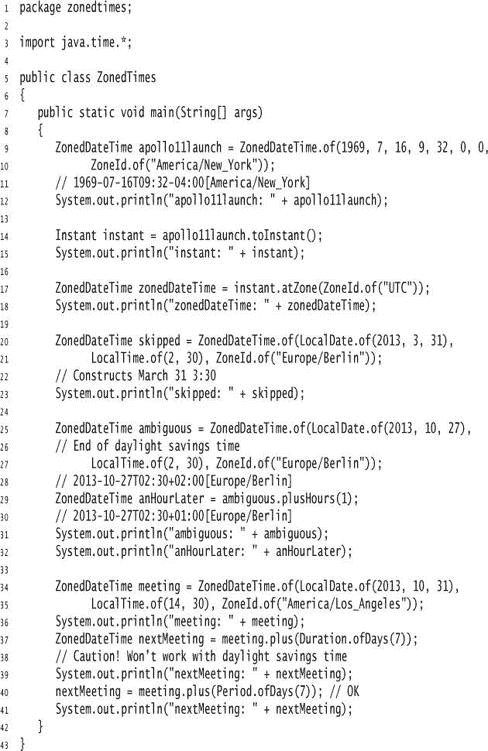 1 package zonedtimes;
2
3 import java.time.*;
4
5 public class ZonedTimes
6 {
7    public static void main(String[] args)
8    {
9       ZonedDateTime apollo11launch = ZonedDateTime.of(1969, 7, 16, 9, 32, 0, 0,
10            ZoneId.of("America/New_York"));
11      // 1969-07-16T09:32-04:00[America/New_York]
12      System.out.println("apollo11launch: " + apollo11launch);
13
14      Instant instant = apollo11launch.toInstant();
15      System.out.println("instant: " + instant);
16
17      ZonedDateTime zonedDateTime = instant.atZone(ZoneId.of("UTC"));
18      System.out.println("zonedDateTime: " + zonedDateTime);
19
20      ZonedDateTime skipped = ZonedDateTime.of(LocalDate.of(2013, 3, 31),
21            LocalTime.of(2, 30), ZoneId.of("Europe/Berlin"));
22      // Constructs March 31 3:30
23      System.out.println("skipped: " + skipped);
24
25      ZonedDateTime ambiguous = ZonedDateTime.of(LocalDate.of(2013, 10, 27),
26      // End of daylight savings time
27            LocalTime.of(2, 30), ZoneId.of("Europe/Berlin"));
28      // 2013-10-27T02:30+02:00[Europe/Berlin]
29      ZonedDateTime anHourLater = ambiguous.plusHours(1);
30      // 2013-10-27T02:30+01:00[Europe/Berlin]
31      System.out.println("ambiguous: " + ambiguous);
32      System.out.println("anHourLater: " + anHourLater);
33
34      ZonedDateTime meeting = ZonedDateTime.of(LocalDate.of(2013, 10, 31),
35            LocalTime.of(14, 30), ZoneId.of("America/Los_Angeles"));
36      System.out.println("meeting: " + meeting);
37      ZonedDateTime nextMeeting = meeting.plus(Duration.ofDays(7));
38      // Caution! Won't work with daylight savings time
39      System.out.println("nextMeeting: " + nextMeeting);
40      nextMeeting = meeting.plus(Period.ofDays(7)); // OK
41      System.out.println("nextMeeting: " + nextMeeting);
42   }
43 }